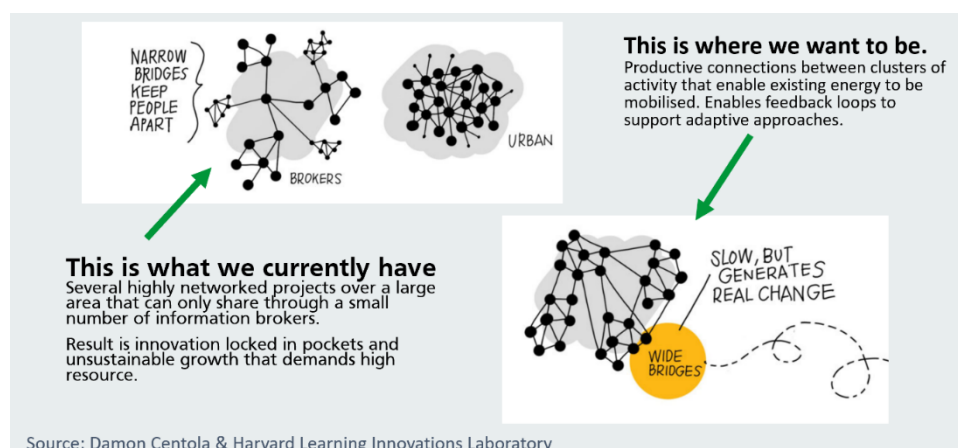 NARROW
BRIDGES
KEEP
PEOPLE
APART
BROKERS
URBAN
This is where we want to be.
Productive connections between clusters of
activity that enable existing energy to be
mobilised. Enables feedback loops to
support adaptive approaches.
This is what we currently have
Several highly networked projects over a large
area that can only share through a small
number of information brokers.
Result is innovation locked in pockets and
unsustainable growth that demands high
resource.
SLOW, BUT
GENERATES
REAL CHANGE
WIDE
BRIDGES
Source: Damon Centola & Harvard Learning Innovations Laboratory